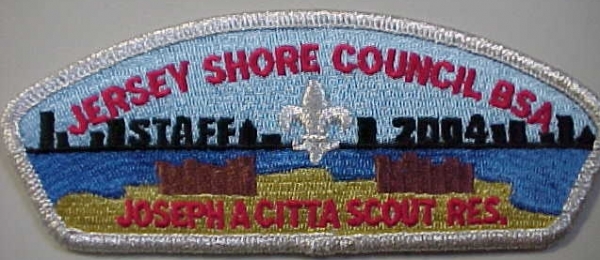 JERSEY SHORE COUNCIL BSA
STAFF 2004
JOSEPH A CITTA SCOUT RES.